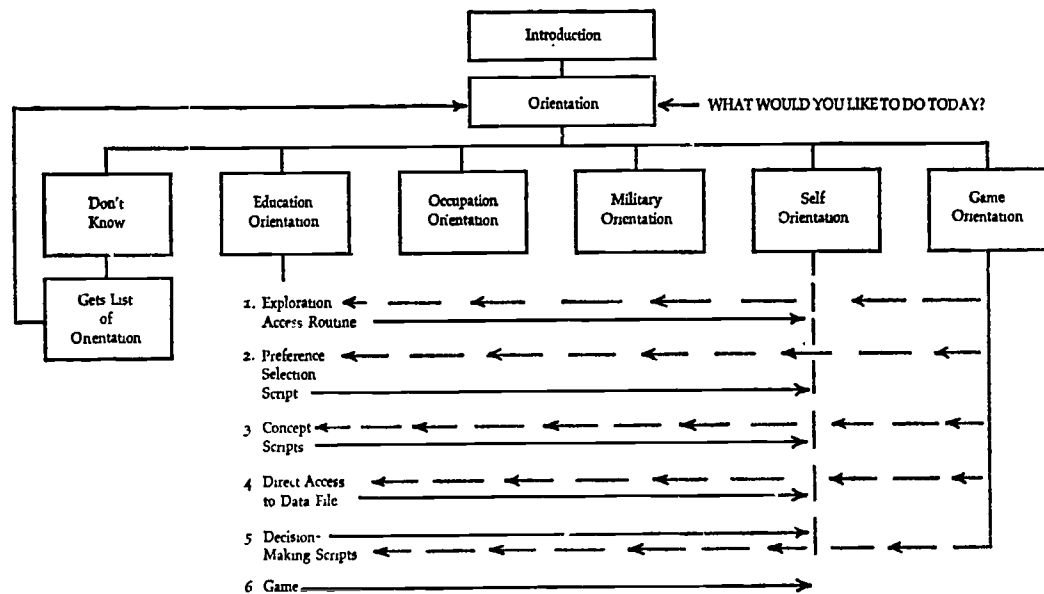 Introduction
Orientation
WHAT WOULD YOU LIKE TO DO TODAY?
Don't
Know
Education
Orientation
Occupation
Orientation
Military
Orientation
Self
Orientation
Game
Orientation
Gets List
of
Orientation
1. Exploration
Access Routine
2. Preference
Selection
Script
3 Concept
Scripts
4 Direct Access
to Data File
5 Decision-
Making Scripts
6 Game